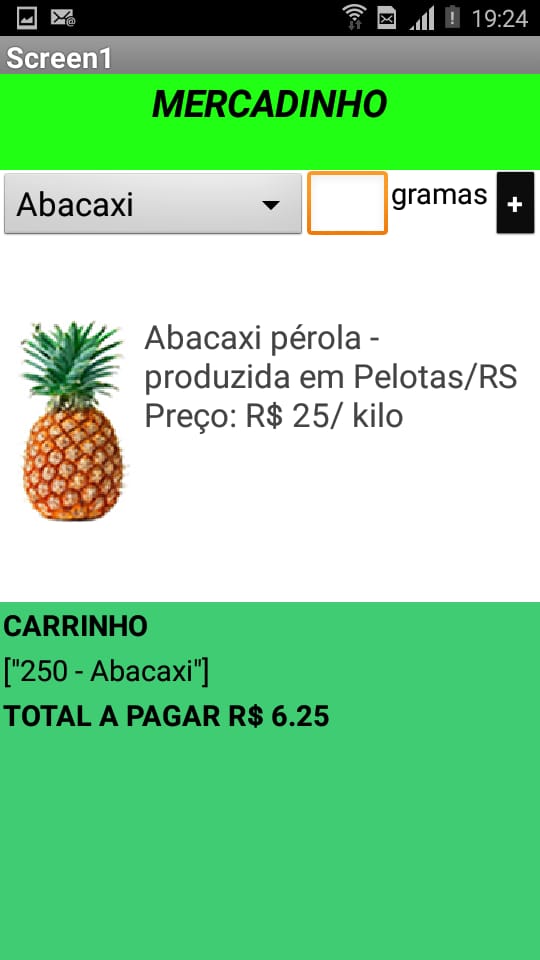 19:24
Screen1
MERCADINHO
Abacaxi gramas +
Abacaxi pérola -
produzida em Pelotas/RS
Preço: R$ 25/ kilo
CARRINHO
["250 - Abacaxi"]
TOTAL A PAGAR R$ 6.25